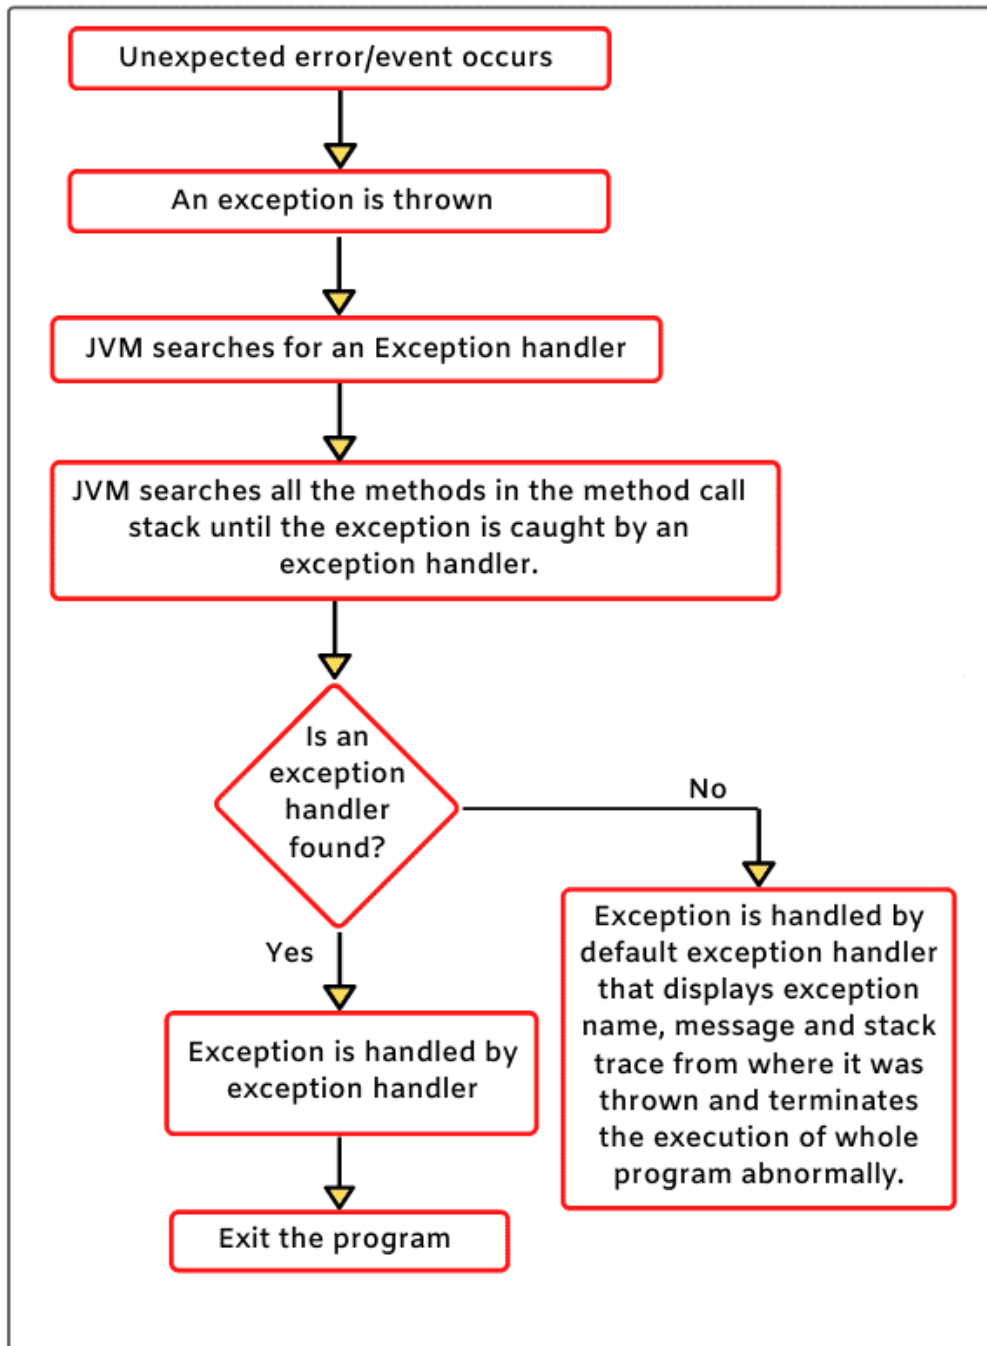 Unexpected error/event occurs
An exception is thrown
JVM searches for an Exception handler
JVM searches all the methods in the method call
stack until the exception is caught by an
exception handler.
Is an
exception
handler
found?
No
Yes
Exception is handled by
exception handler
Exit the program
Exception is handled by
default exception handler
that displays exception
name, message and stack
trace from where it was
thrown and terminates
the execution of whole
program abnormally.